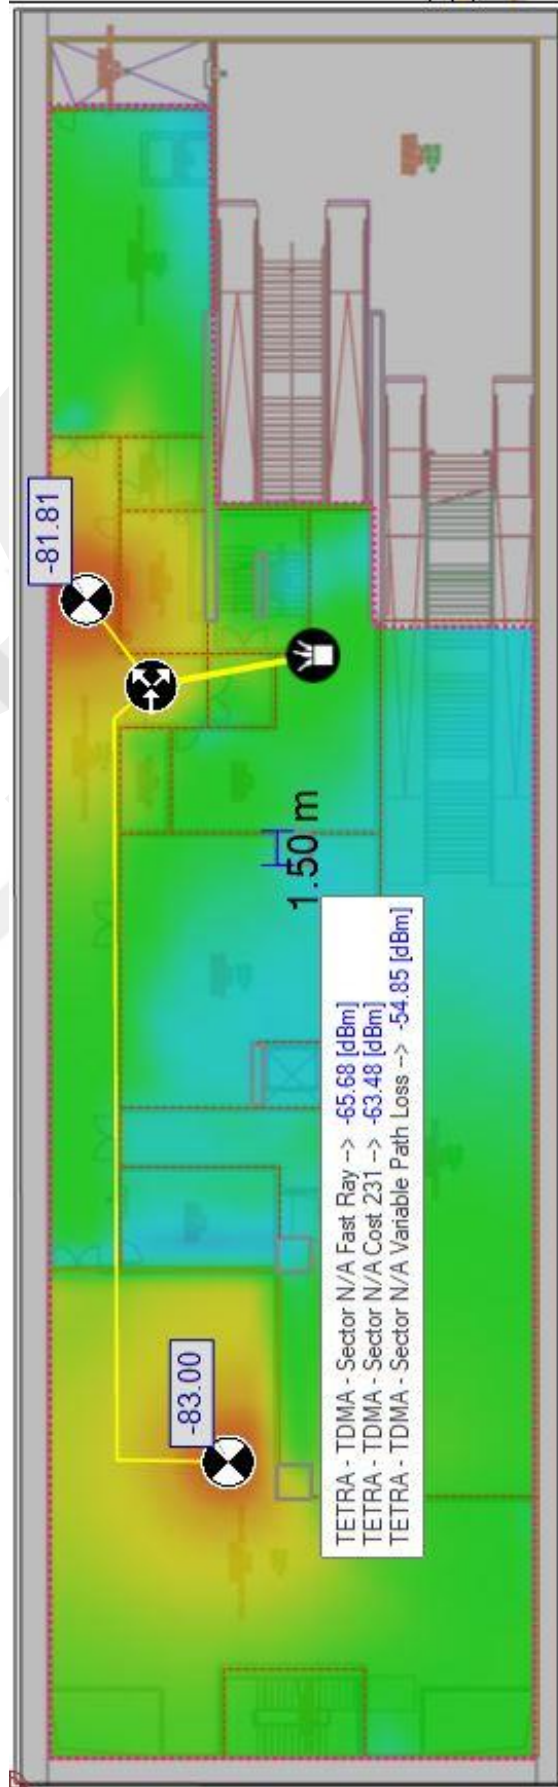 -81.81
1.50 m
TETRA - TDMA - Sector N/A Fast Ray --> -65.68 [dBm]
TETRA - TDMA - Sector N/A Cost 231 --> -63.48 [dBm]
TETRA - TDMA - Sector N/A Variable Path Loss --> -54.85 [dBm]
-83.00